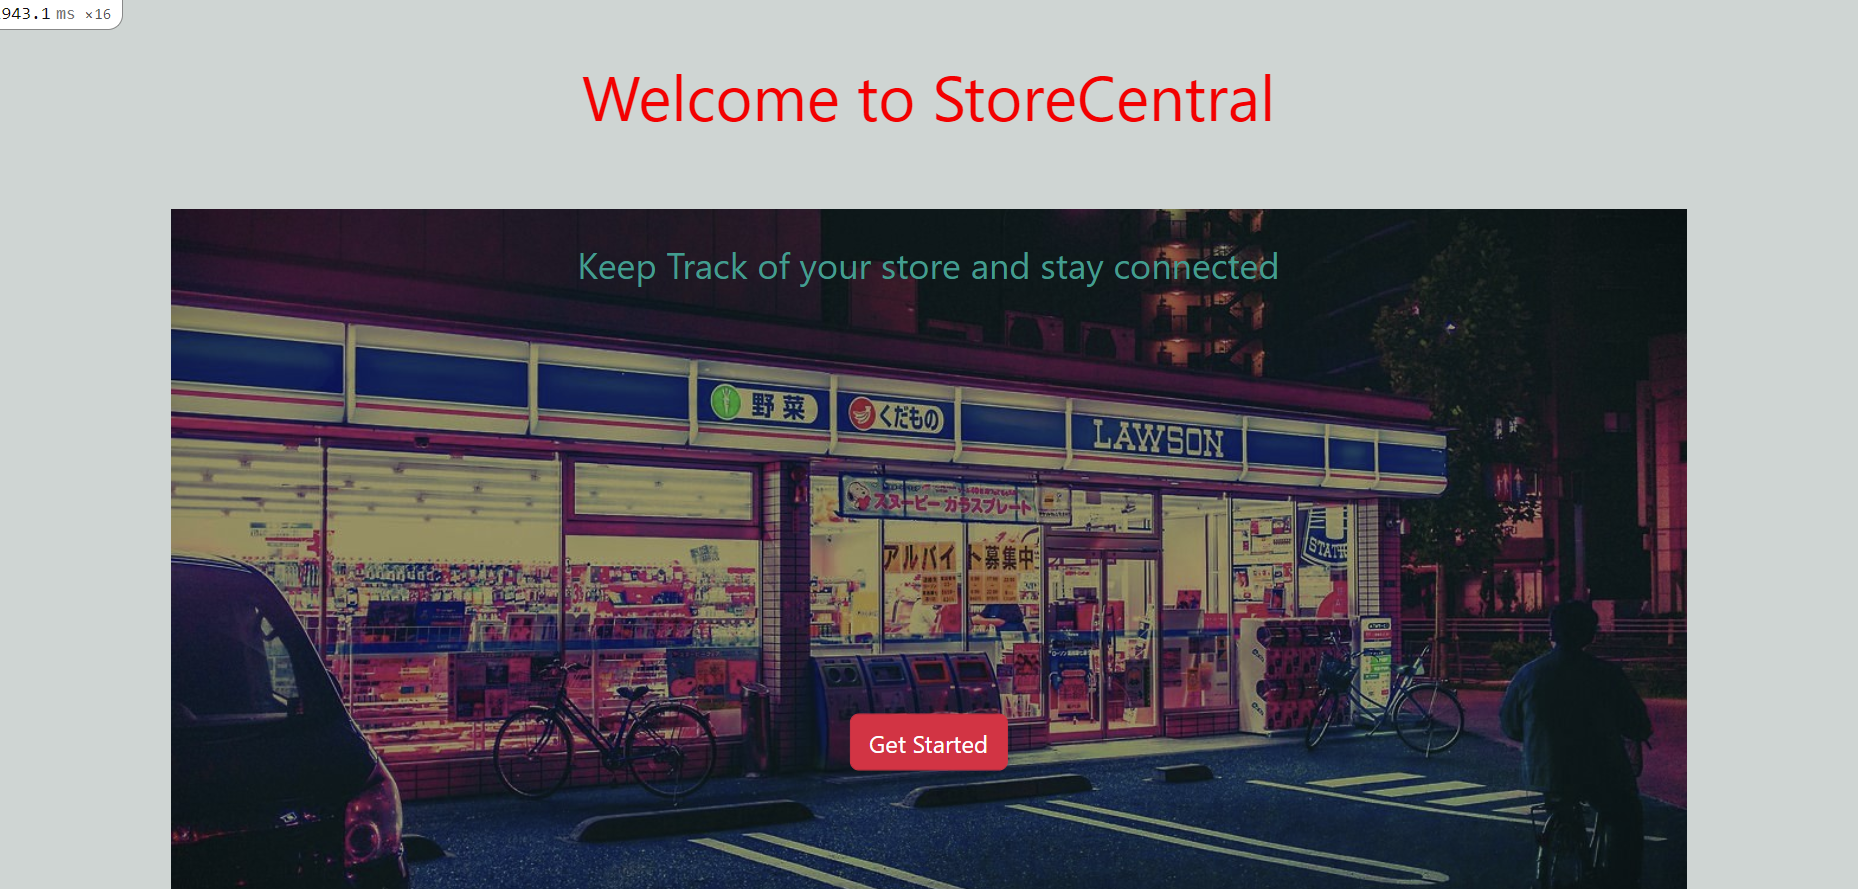 943.1 ms ×16
Welcome to StoreCentral
Keep Track of your store and stay connected
野菜
くだもの
LAWSON
スヌーピー ガラスプレート
アルバイト募集中
STATION
Get Started